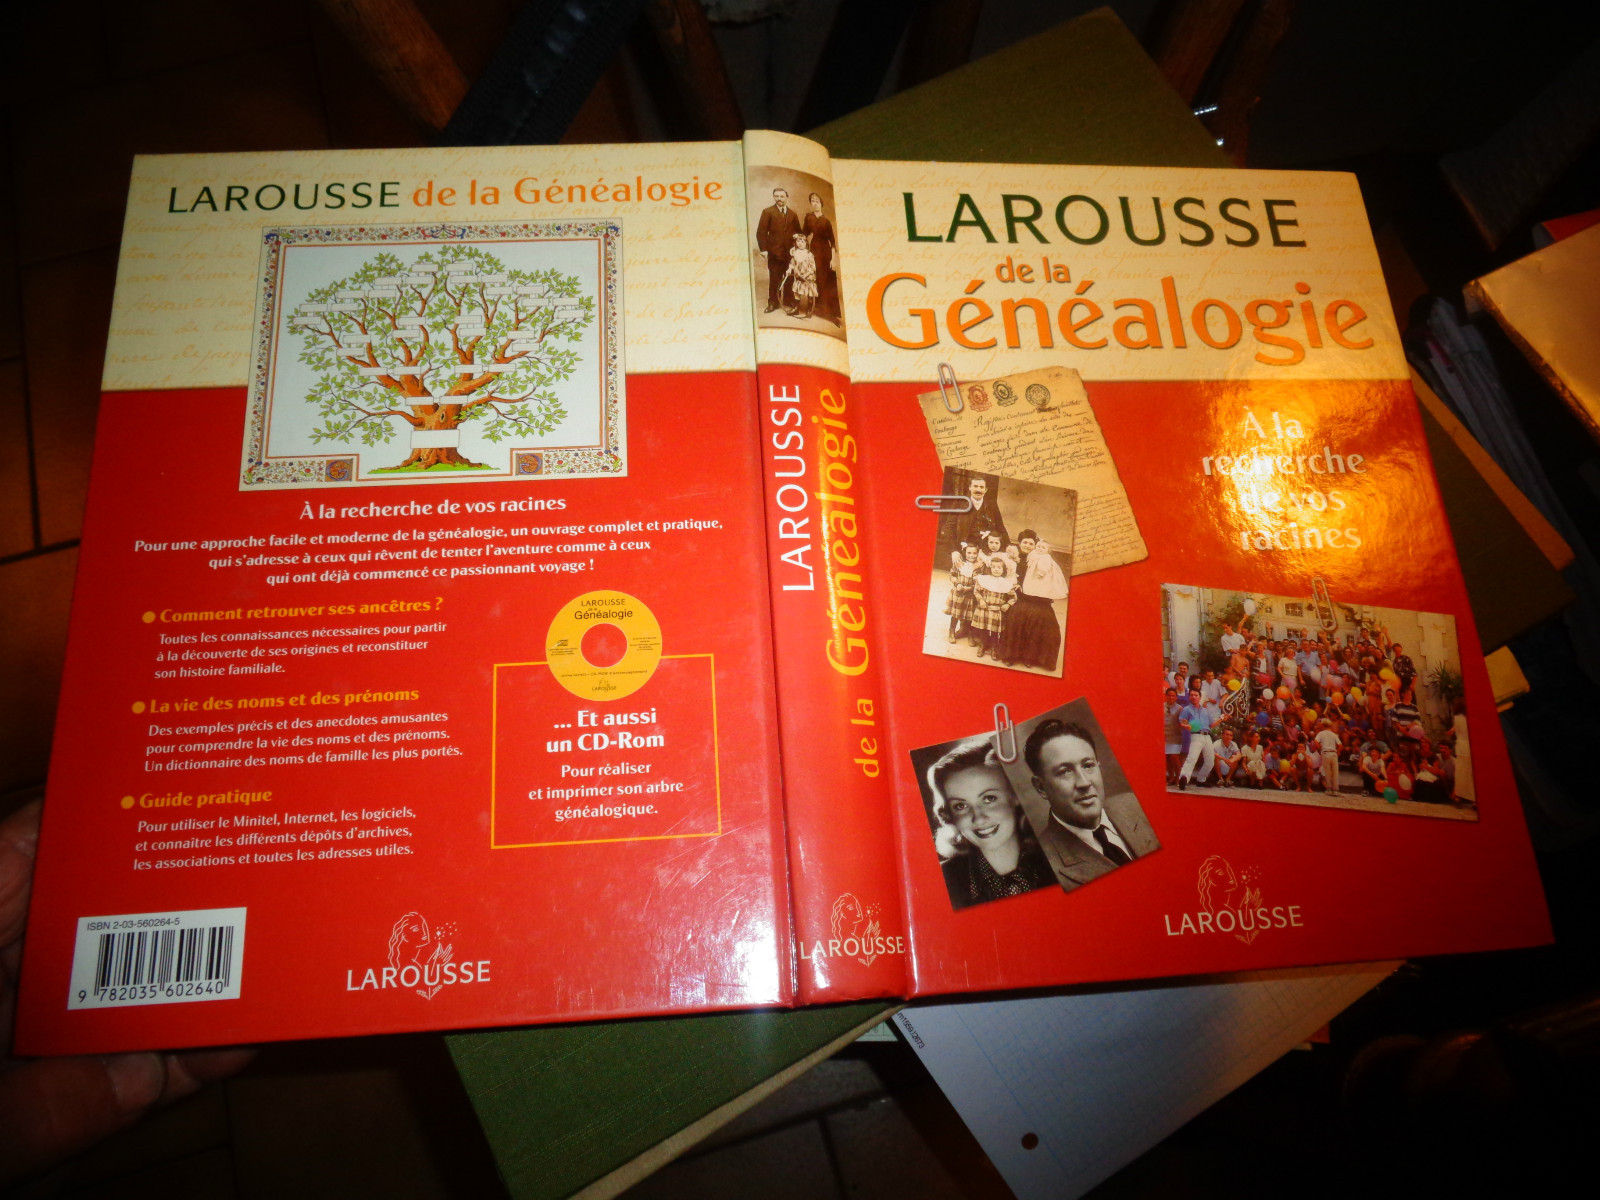 LAROUSSE de la Généalogie
À la recherche de vos racines
Pour une approche facile et moderne de la généalogie, un ouvrage complet et pratique,
qui s'adresse à ceux qui rêvent de tenter l'aventure comme à ceux
qui ont déjà commencé ce passionnant voyage !
● Comment retrouver ses ancêtres ?
Toutes les connaissances nécessaires pour partir
à la découverte de ses origines et reconstituer
son histoire familiale.
● La vie des noms et des prénoms
Des exemples précis et des anecdotes amusantes
pour comprendre la vie des noms et des prénoms.
Un dictionnaire des noms de famille les plus portés.
● Guide pratique
Pour utiliser le Minitel, Internet, les logiciels,
et connaître les différents dépôts d'archives,
les associations et toutes les adresses utiles.
LAROUSSE
de la
Généalogie
LAROUSSE
... Et aussi
un CD-Rom
Pour réaliser
et imprimer son arbre
généalogique.
ISBN 2-03-560264-5
9 782035 602640
LAROUSSE
LAROUSSE
de la Généalogie
LAROUSSE
LAROUSSE
de la
Généalogie
À la
recherche
de vos
racines
LAROUSSE